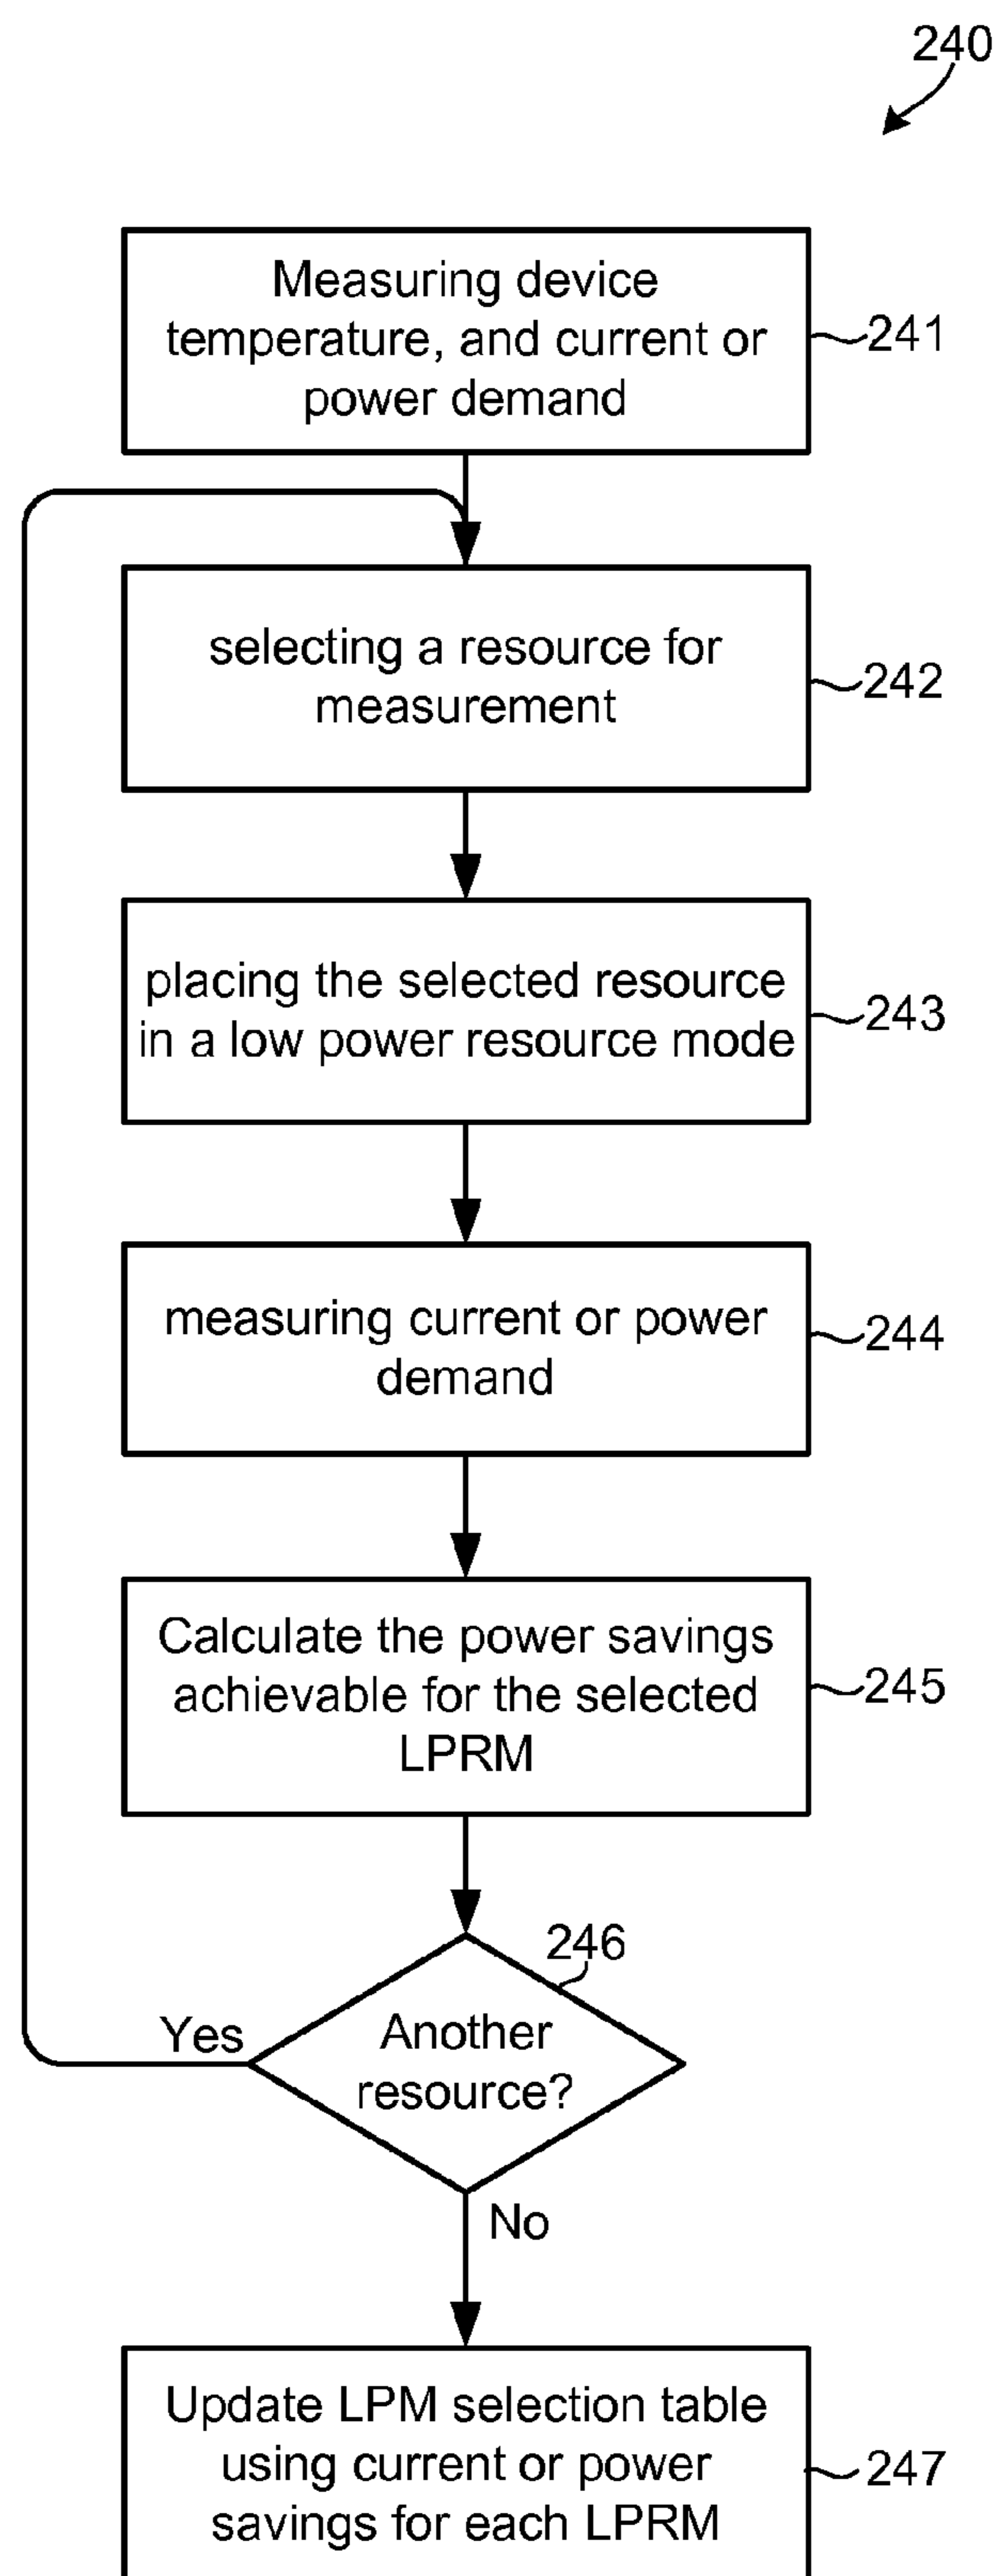 240
Measuring device
temperature, and current or
power demand
241
selecting a resource for
measurement
242
placing the selected resource
in a low power resource mode
243
measuring current or power
demand
244
Calculate the power savings
achievable for the selected
LPRM
245
246
Another
resource?
Yes
No
Update LPM selection table
using current or power
savings for each LPRM
247